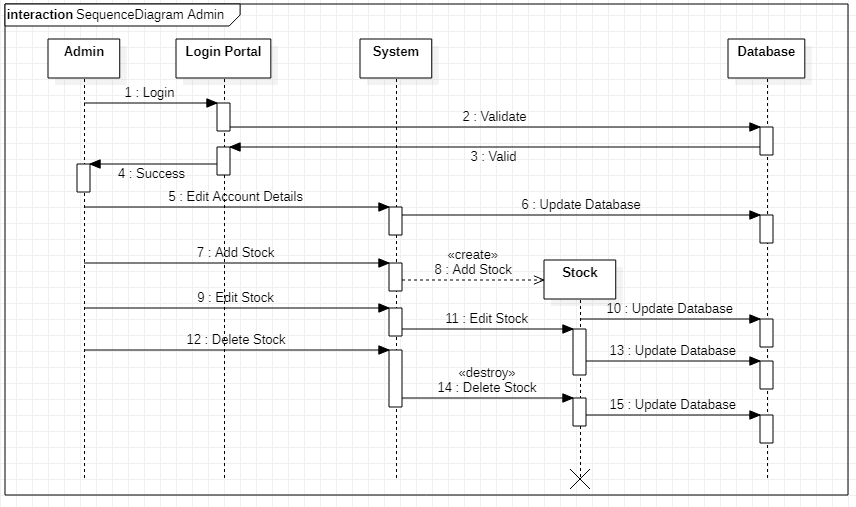 interaction SequenceDiagram Admin
Admin
Login Portal
System
Database
1 : Login
2 : Validate
3 : Valid
4 : Success
5 : Edit Account Details
6 : Update Database
7 : Add Stock
«create»
8 : Add Stock
Stock
9 : Edit Stock
10 : Update Database
11 : Edit Stock
12 : Delete Stock
13 : Update Database
«destroy»
14 : Delete Stock
15 : Update Database